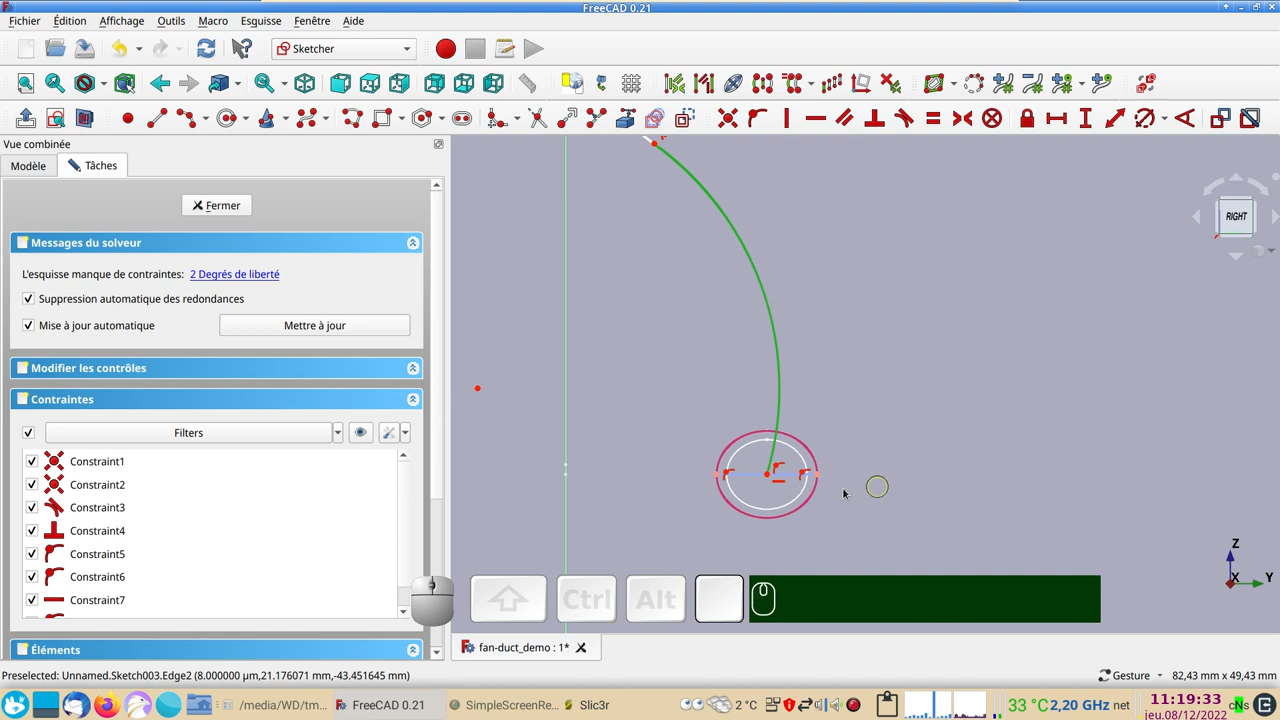 FreeCAD 0.21
Fichier Édition Affichage Outils Macro Esquisse Fenêtre Aide
Sketcher
Vue combinée
Modèle Tâches
Fermer
Messages du solveur
L'esquisse manque de contraintes: 2 Degrés de liberté
Suppression automatique des redondances
Mise à jour automatique Mettre à jour
Modifier les contrôles
Contraintes
Filters
Constraint1
Constraint2
Constraint3
Constraint4
Constraint5
Constraint6
Constraint7
Éléments
RIGHT
Z
X Y
Ctrl Alt
fan-duct_demo : 1*
Preselected: Unnamed.Sketch003.Edge2 (8.000000 µm,21.176071 mm,-43.451645 mm) Gesture 82,43 mm x 49,43 mm
/media/WD/tm... FreeCAD 0.21 SimpleScreenRe... Slic3r 2 °C 33 °C 2,20 GHz net 11:19:33
jeu.08/12/2022